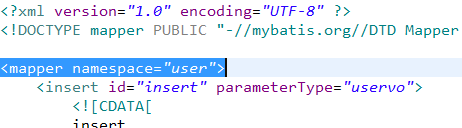 <?xml version="1.0" encoding="UTF-8" ?>
<!DOCTYPE mapper PUBLIC "-//mybatis.org//DTD Mapper
<mapper namespace="user">
<insert id="insert" parameterType="uservo">
<![CDATA[
insert